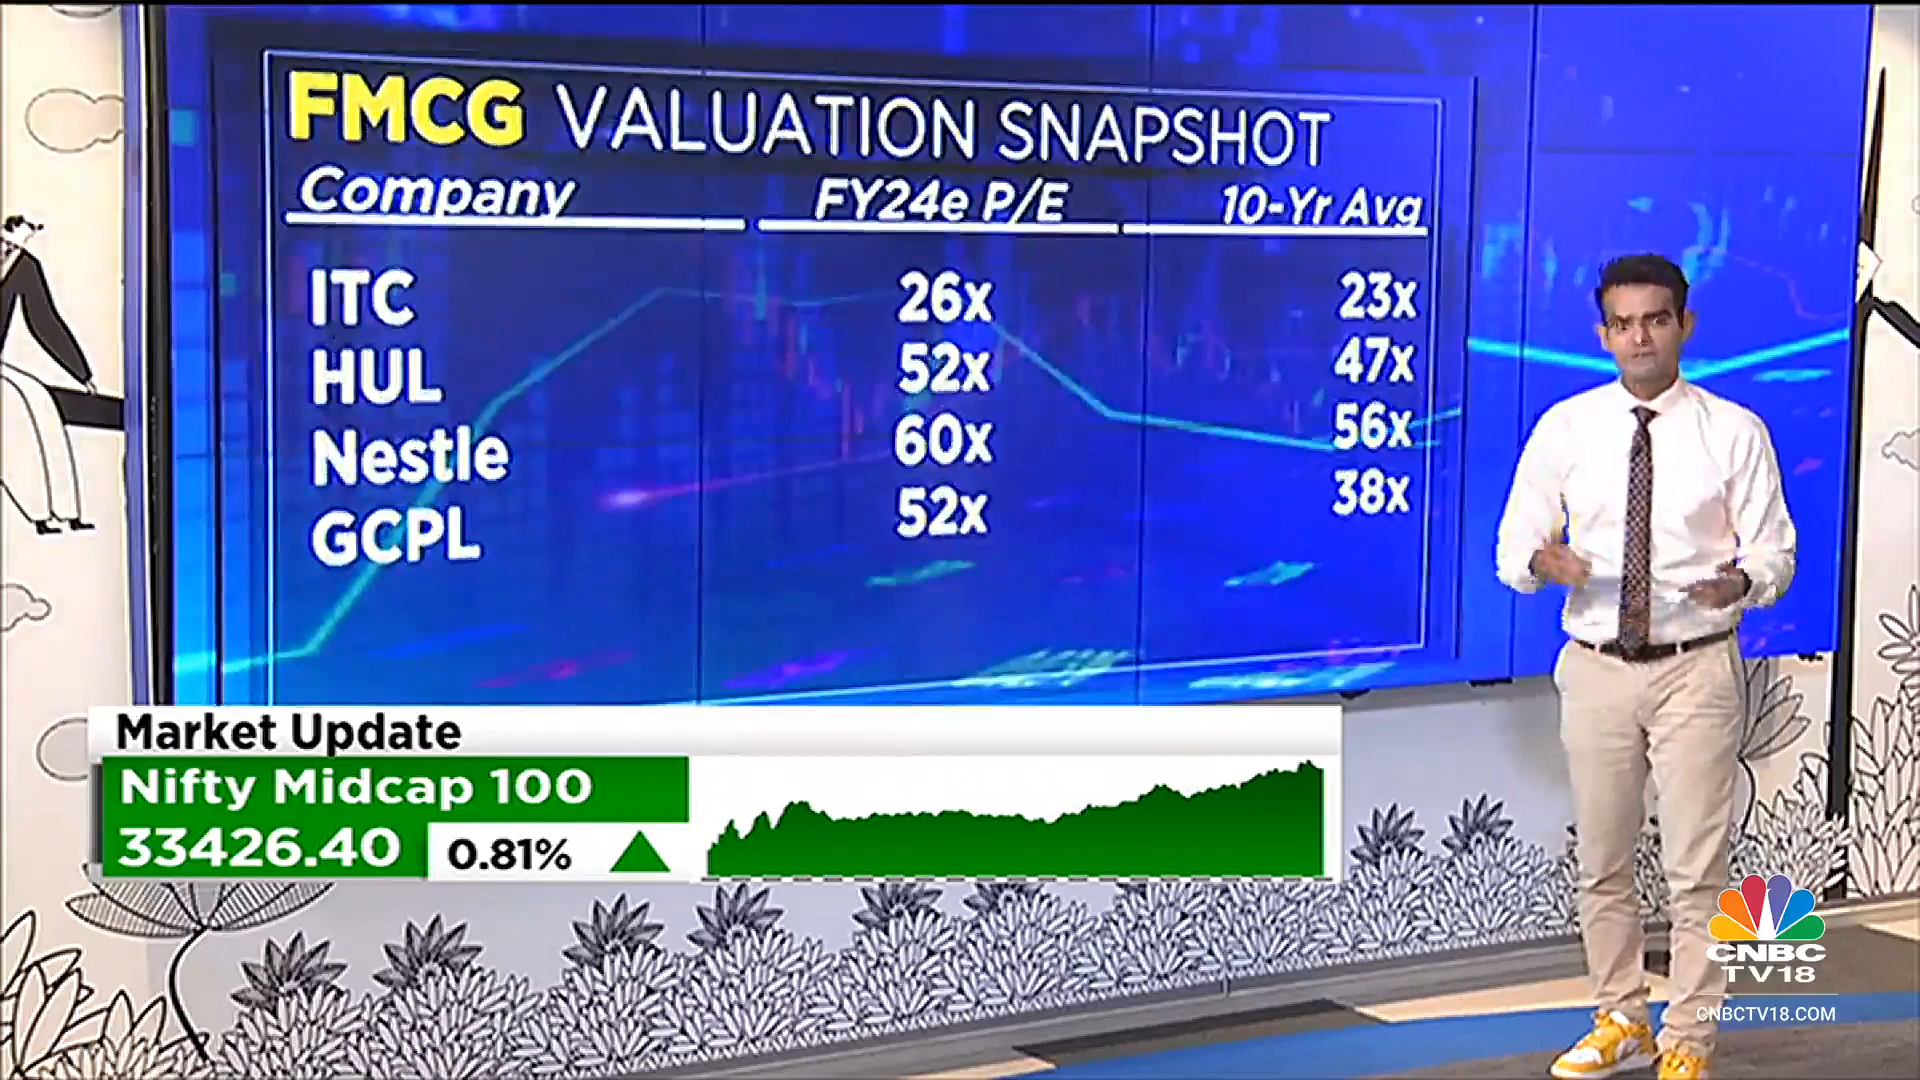 FMCG VALUATION SNAPSHOT
Company FY24e P/E 10-Yr Avg
ITC 26x 23x
HUL 52x 47x
Nestle 60x 56x
GCPL 52x 38x
Market Update
Nifty Midcap 100
33426.40 0.81%
CNBC
TV18
CNBCTV18.COM